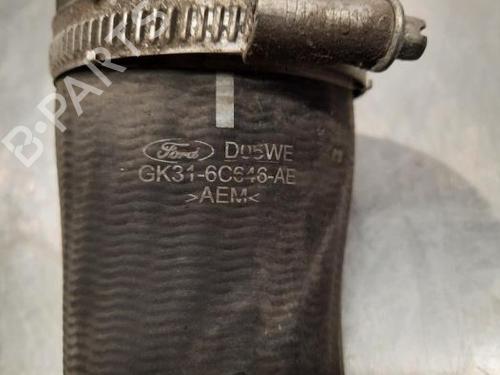 B-PARTS
Ford D05WE
GK31-6C646-AE
>AEM<